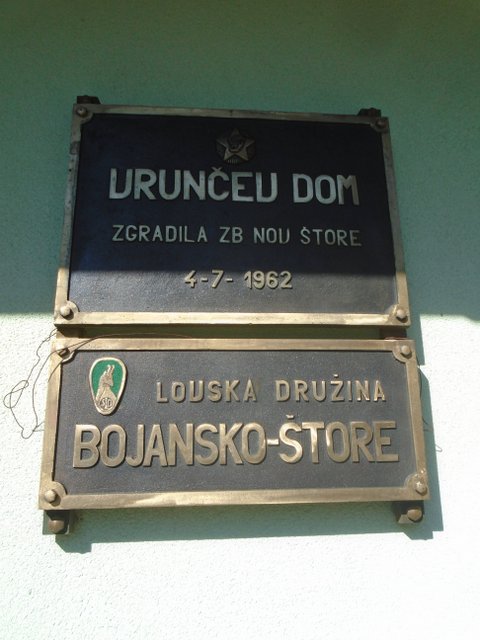 VRUNČEV DOM
ZGRADILA ZB NOV ŠTORE
4-7-1962
LOVSKA DRUŽINA
BOJANSKO-ŠTORE